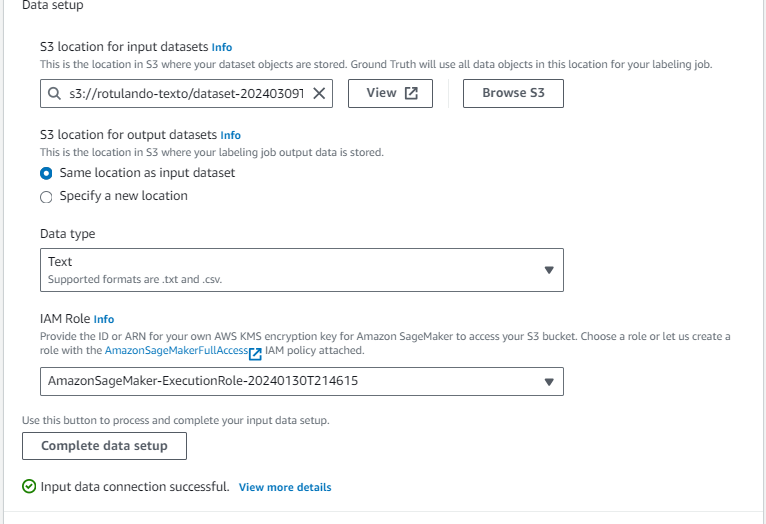 Data setup
S3 location for input datasets Info
This is the location in S3 where your dataset objects are stored. Ground Truth will use all data objects in this location for your labeling job.
s3://rotulando-texto/dataset-20240309T View Browse S3
S3 location for output datasets Info
This is the location in S3 where your labeling job output data is stored.
Same location as input dataset
Specify a new location
Data type
Text
Supported formats are .txt and .csv.
IAM Role Info
Provide the ID or ARN for your own AWS KMS encryption key for Amazon SageMaker to access your S3 bucket. Choose a role or let us create a
role with the AmazonSageMakerFullAccess IAM policy attached.
AmazonSageMaker-ExecutionRole-20240130T214615
Use this button to process and complete your input data setup.
Complete data setup
Input data connection successful. View more details